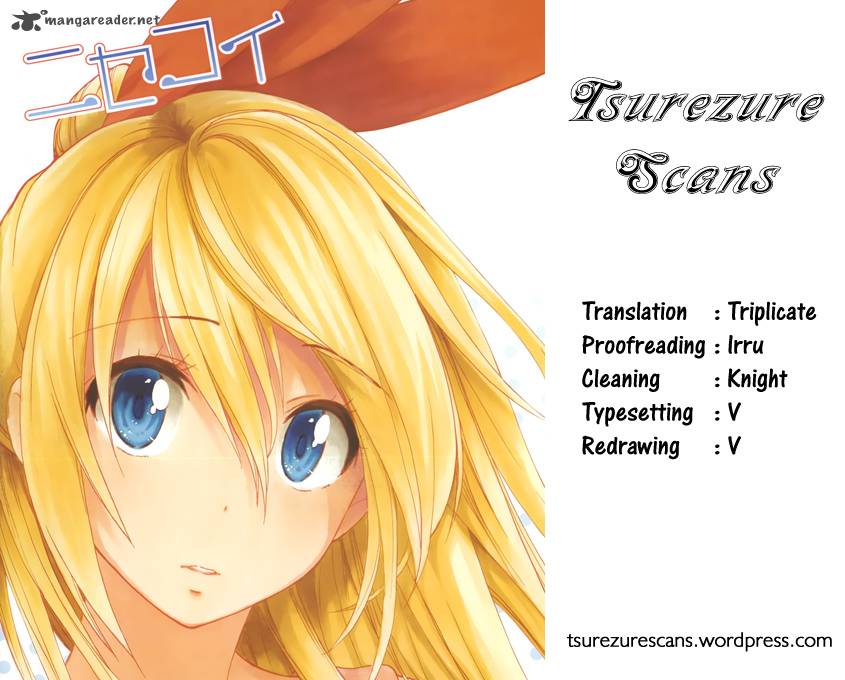 mangareader.net
ニセコイ
Tsurezure
Scans
Translation : Triplicate
Proofreading : Irru
Cleaning : Knight
Typesetting : V
Redrawing : V
tsurezurescans.wordpress.com